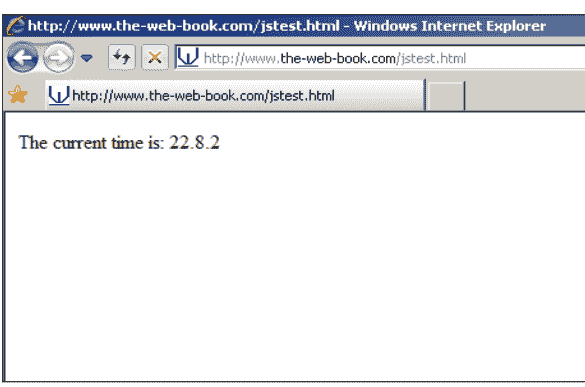 http://www.the-web-book.com/jstest.html - Windows Internet Explorer
http://www.the-web-book.com/jstest.html
http://www.the-web-book.com/jstest.html
The current time is: 22.8.2